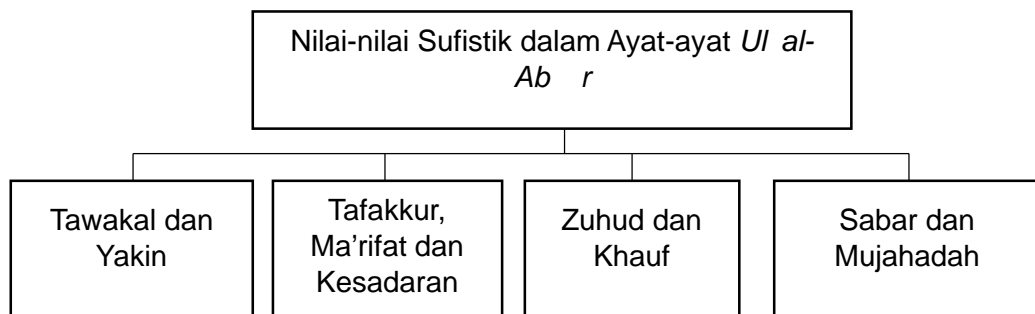 Nilai-nilai Sufistik dalam Ayat-ayat Ul al-
Ab r
Tawakal dan
Yakin
Tafakkur,
Ma’rifat dan
Kesadaran
Zuhud dan
Khauf
Sabar dan
Mujahadah